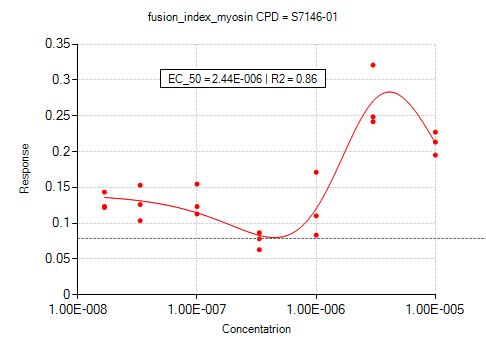 fusion_index_myosin CPD = S7146-01
0.35
EC_50 = 2.44E-006 | R2 = 0.86
0.3
0.25
0.2
Response
0.15
0.1
0.05
0
1.00E-008 1.00E-007 1.00E-006 1.00E-005
Concentatrion